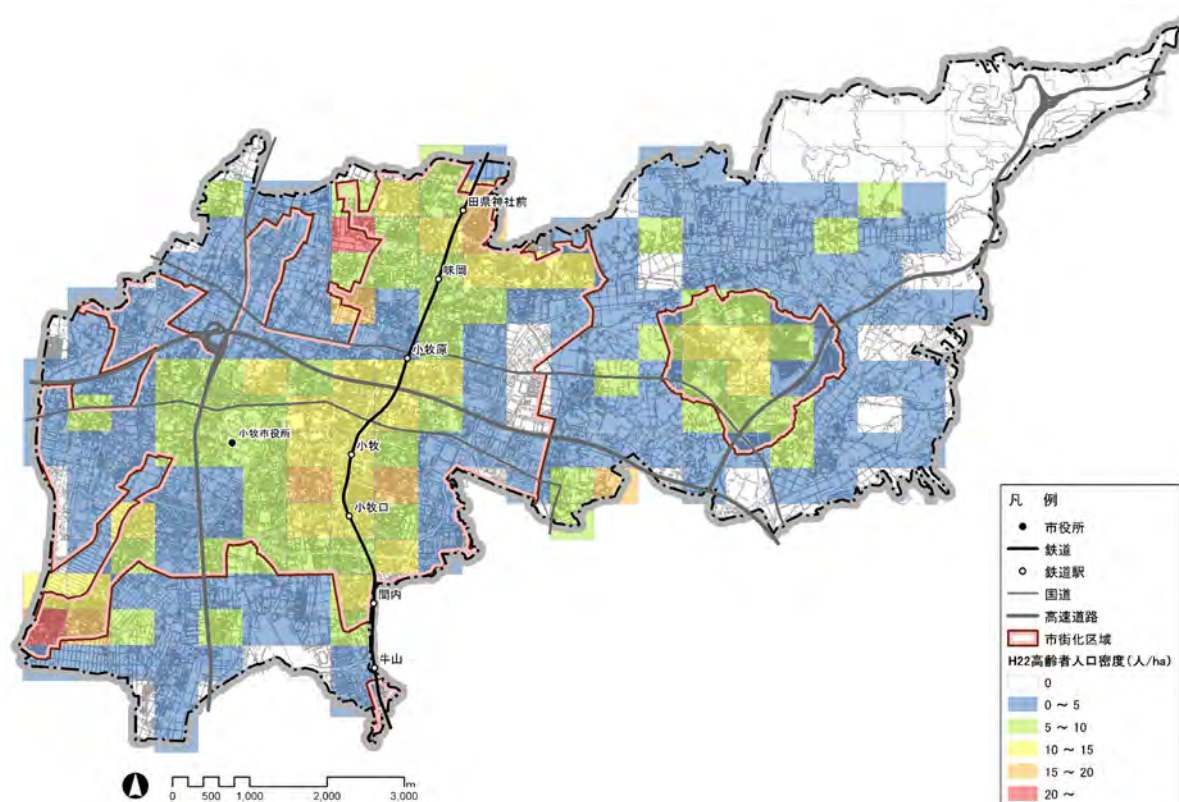 田県神社前
味岡
小牧原
小牧市役所
小牧
小牧口
間内
牛山
凡 例
市役所
鉄道
鉄道駅
国道
高速道路
市街化区域
H22高齢者人口密度(人/ha)
0
0 ~ 5
5 ~ 10
10 ~ 15
15 ~ 20
20 ~
0 500 1,000 2,000 3,000 m